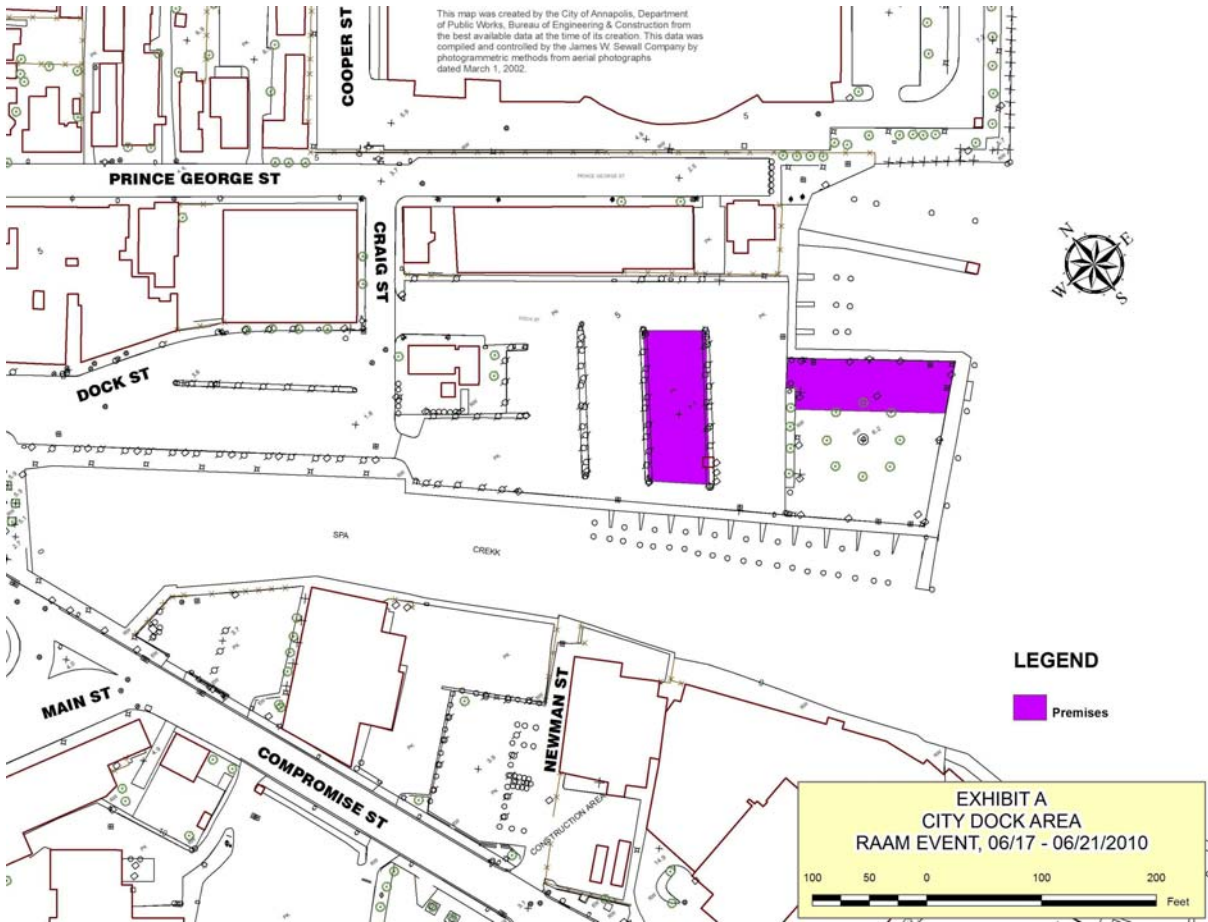 This map was created by the City of Annapolis, Department
of Public Works, Bureau of Engineering & Construction from
the best available data at the time of its creation. This data was
compiled and controlled by the James W. Sewall Company by
photogrammetric methods from aerial photographs
dated March 1, 2002.
COOPER ST
PRINCE GEORGE ST
PRINCE GEORGE ST
CRAIG ST
DOCK ST
N
E
W
S
SPA
CREKK
MAIN ST
COMPROMISE ST
NEWMAN ST
CONSTRUCTION AREA
LEGEND
Premises
EXHIBIT A
CITY DOCK AREA
RAAM EVENT, 06/17 - 06/21/2010
100 50 0 100 200
Feet